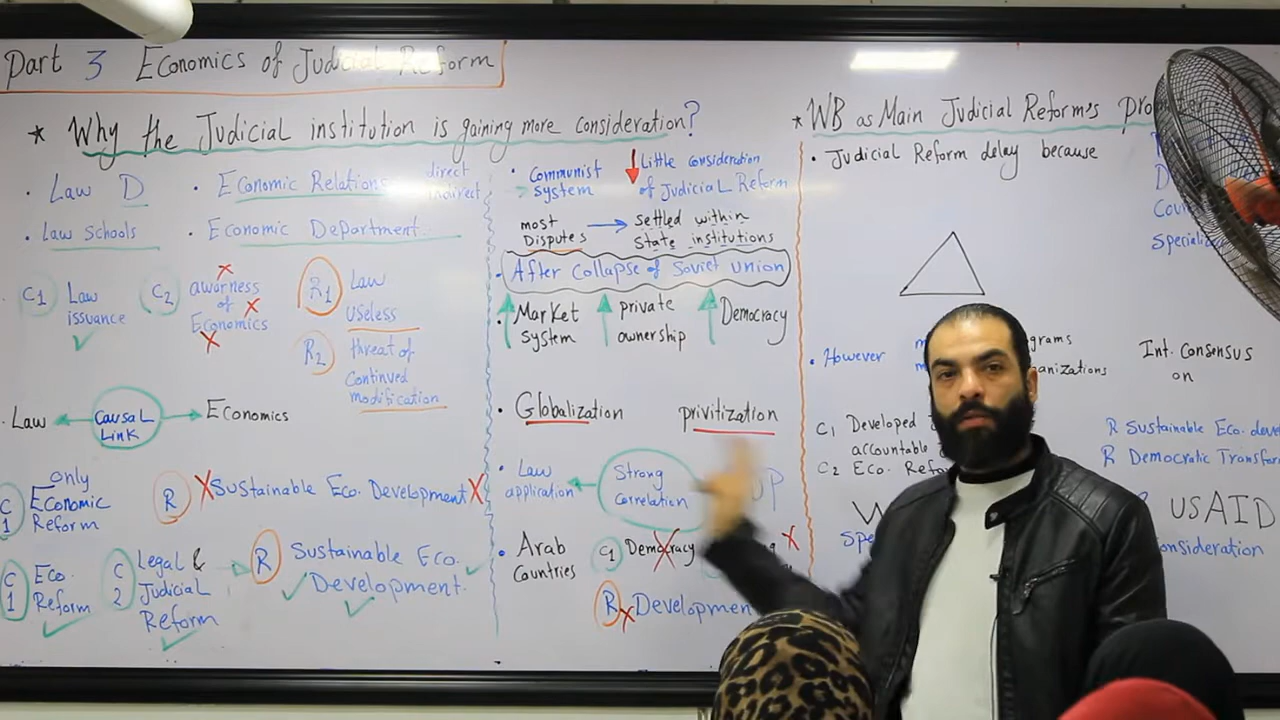 Part 3 Economics of Judicial Reform
* Why the Judicial institution is gaining more consideration?
· Law D
· Economic Relations
direct
indirect
· Law schools
· Economic Department
C1 Law
issuance
C2
awarness
of
Economics
R1 Law
useless
R2 threat of
continued
modification
Law
Causal
Link
Economics
C1
only
Economic
Reform
R
Sustainable Eco. Development
C1
Eco.
Reform
C2
Legal &
Judicial
Reform
R
Sustainable Eco.
Development.
· Communist
system
Little consideration
of Judicial Reform
most
Disputes
settled within
State institutions
· After collapse of Soviet Union
· Market
system
private
ownership
Democracy
· Globalization
privitization
· Law
application
Strong
Correlation
· Arab
Countries
C1 Democracy
R
* WB as Main Judicial Reform's
· Judicial Reform delay because
· However
Int. Consensus
on
C1 Developed
accountable
C2 Eco.
R Sustainable Eco.
R Democratic
USAID